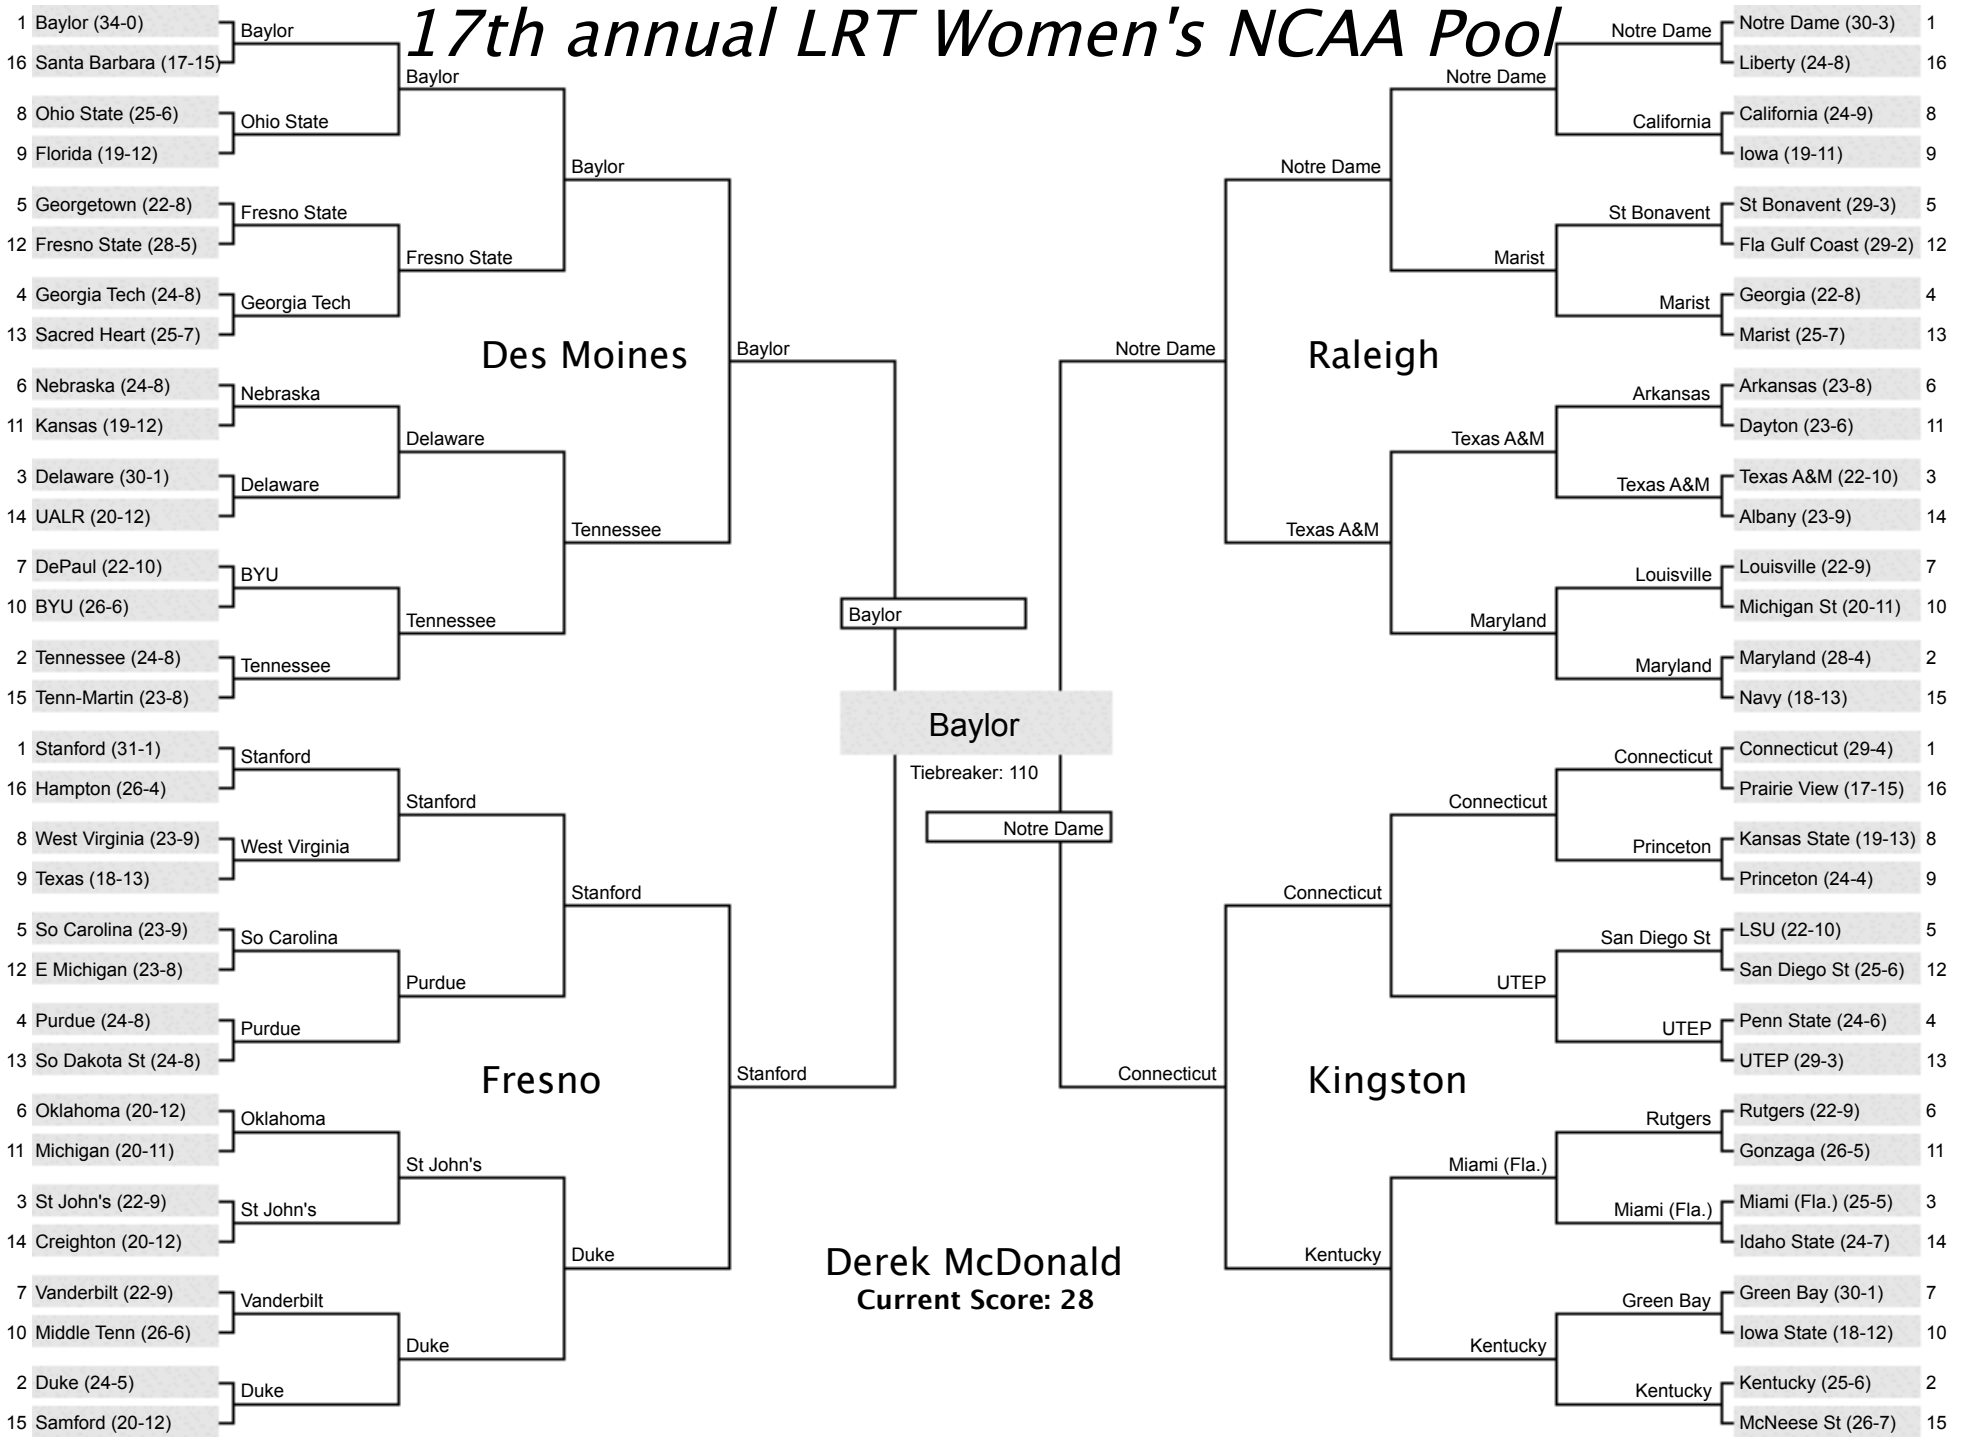 17th annual LRT Women's NCAA Pool
1 Baylor (34-0)
16 Santa Barbara (17-15)
8 Ohio State (25-6)
9 Florida (19-12)
5 Georgetown (22-8)
12 Fresno State (28-5)
4 Georgia Tech (24-8)
13 Sacred Heart (25-7)
6 Nebraska (24-8)
11 Kansas (19-12)
3 Delaware (30-1)
14 UALR (20-12)
7 DePaul (22-10)
10 BYU (26-6)
2 Tennessee (24-8)
15 Tenn-Martin (23-8)
Baylor
Ohio State
Fresno State
Georgia Tech
Nebraska
Delaware
BYU
Tennessee
Baylor
Fresno State
Delaware
Tennessee
Baylor
Tennessee
Des Moines
Baylor
1 Stanford (31-1)
16 Hampton (26-4)
8 West Virginia (23-9)
9 Texas (18-13)
5 So Carolina (23-9)
12 E Michigan (23-8)
4 Purdue (24-8)
13 So Dakota St (24-8)
6 Oklahoma (20-12)
11 Michigan (20-11)
3 St John's (22-9)
14 Creighton (20-12)
7 Vanderbilt (22-9)
10 Middle Tenn (26-6)
2 Duke (24-5)
15 Samford (20-12)
Stanford
West Virginia
So Carolina
Purdue
Oklahoma
St John's
Vanderbilt
Duke
Stanford
Purdue
St John's
Duke
Stanford
Duke
Fresno
Stanford
Baylor
Baylor
Tiebreaker: 110
Notre Dame
Derek McDonald
Current Score: 28
Notre Dame
Raleigh
Notre Dame
Texas A&M
Notre Dame
Marist
Texas A&M
Maryland
Notre Dame
California
St Bonavent
Marist
Arkansas
Texas A&M
Louisville
Maryland
Notre Dame (30-3) 1
Liberty (24-8) 16
California (24-9) 8
Iowa (19-11) 9
St Bonavent (29-3) 5
Fla Gulf Coast (29-2) 12
Georgia (22-8) 4
Marist (25-7) 13
Arkansas (23-8) 6
Dayton (23-6) 11
Texas A&M (22-10) 3
Albany (23-9) 14
Louisville (22-9) 7
Michigan St (20-11) 10
Maryland (28-4) 2
Navy (18-13) 15
Connecticut
Kingston
Connecticut
Kentucky
Connecticut
UTEP
Miami (Fla.)
Kentucky
Connecticut
Princeton
San Diego St
UTEP
Rutgers
Miami (Fla.)
Green Bay
Kentucky
Connecticut (29-4) 1
Prairie View (17-15) 16
Kansas State (19-13) 8
Princeton (24-4) 9
LSU (22-10) 5
San Diego St (25-6) 12
Penn State (24-6) 4
UTEP (29-3) 13
Rutgers (22-9) 6
Gonzaga (26-5) 11
Miami (Fla.) (25-5) 3
Idaho State (24-7) 14
Green Bay (30-1) 7
Iowa State (18-12) 10
Kentucky (25-6) 2
McNeese St (26-7) 15